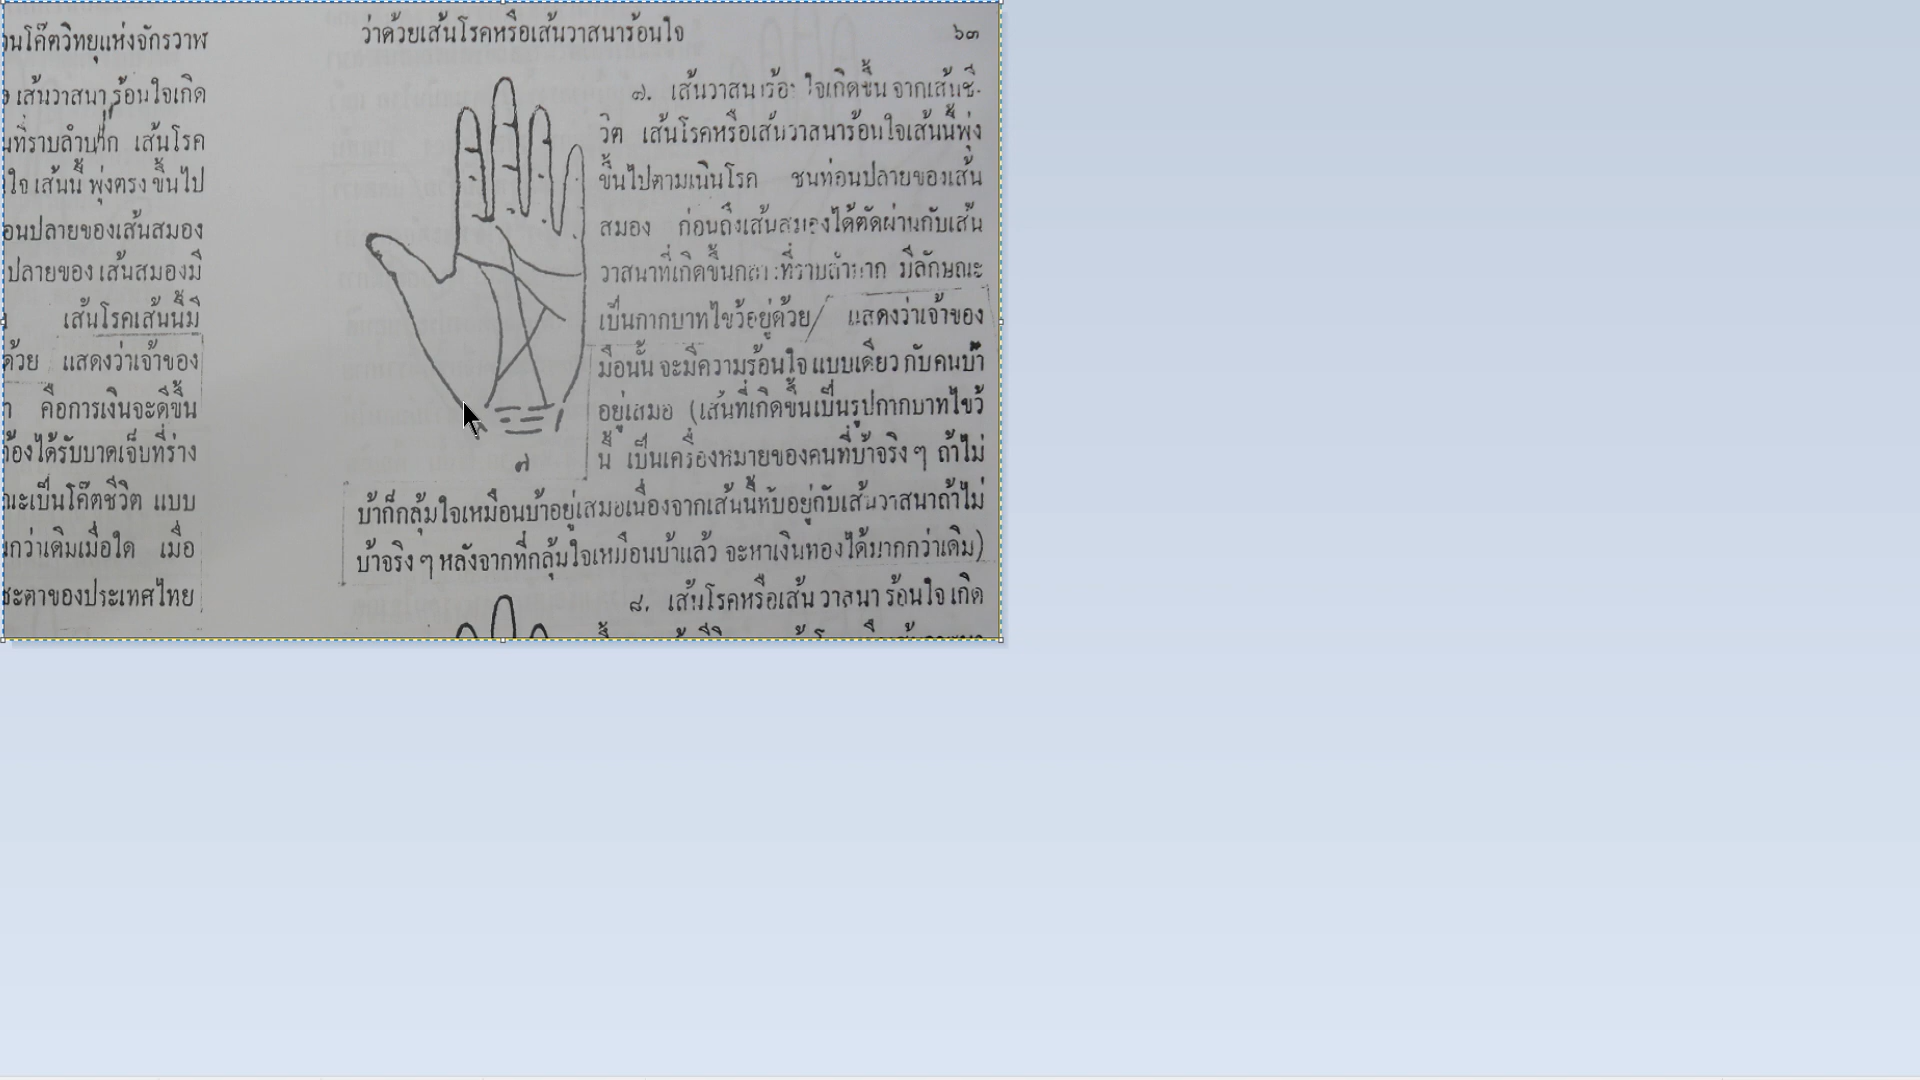 นโค๊ตวิทยุแห่งจักรวาฬ
เส้นวาสนา ร้อนใจเกิด
ที่ราบลำบาก เส้นโรค
ใจ เส้นนี้ พุ่งตรง ขึ้นไป
อนปลายของเส้นสมอง
ปลายของ เส้นสมองมี
เส้นโรคเส้นนี้มี
ด้วย แสดงว่าเจ้าของ
คือการเงินจะดีขึ้น
้องได้รับบาดเจ็บที่ร่าง
ณะเป็นโค๊ตชีวิต แบบ
กว่าเดิมเมื่อใด เมื่อ
ชะตาของประเทศไทย
ว่าด้วยเส้นโรคหรือเส้นวาสนาร้อนใจ ๖๓
๗. เส้นวาสนาร้อนใจเกิดขึ้น จากเส้นชี-
วิต เส้นโรคหรือเส้นวาสนาร้อนใจเส้นนี้พุ่ง
ขึ้นไปตามเนินโรค ชนท่อนปลายของเส้น
สมอง ก่อนถึงเส้นสมองได้ตัดผ่านกับเส้น
วาสนาที่เกิดขึ้นกลางที่ราบลำบาก มีลักษณะ
เป็นกากบาทไขว้อยู่ด้วย/ แสดงว่าเจ้าของ
มือนั้น จะมีความร้อนใจ แบบเดียว กับคนบ้า
อยู่เสมอ (เส้นที่เกิดขึ้นเป็นรูปกากบาทไขว้
นี้ เป็นเครื่องหมายของคนที่บ้าจริง ๆ ถ้าไม่
๗
บ้าก็กลุ้มใจเหมือนบ้าอยู่เสมอเนื่องจากเส้นนี้ทับอยู่กับเส้นวาสนาถ้าไม่
บ้าจริง ๆ หลังจากที่กลุ้มใจเหมือนบ้าแล้ว จะหาเงินทองได้มากกว่าเดิม)
๘. เส้นโรคหรือเส้น วาสนา ร้อนใจ เกิด